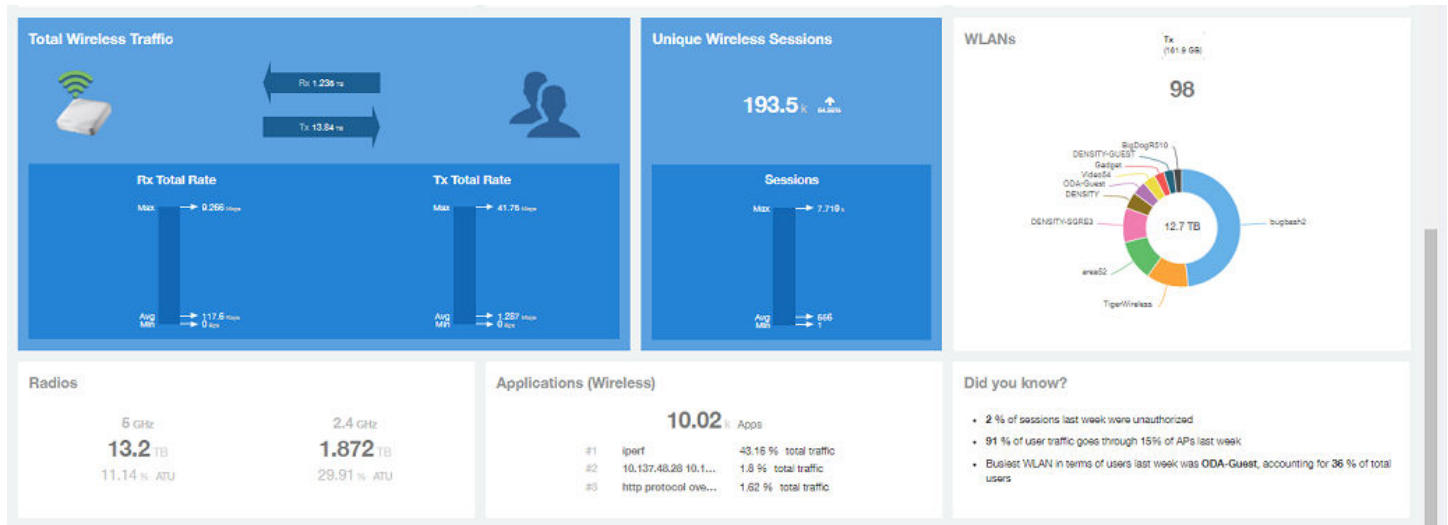 Total Wireless Traffic
Rx 1.236 TB
Tx 13.84 TB
Rx Total Rate
Max 9.266 Mbps
Avg 117.6
Min 0
Tx Total Rate
Max 41.76 Mbps
Avg 1.287 Mbps
Min 0
Unique Wireless Sessions
193.5 k
Sessions
Max 7.719 k
Avg 666
Min 1
WLANs
Tx
(161.9 GB)
98
BigDogR510
DENSITY-GUEST
Gadget
Video54
ODA-Guest
DENSITY
DENSITY-SGRE3
12.7 TB
bugbash2
area52
TigerWireless
Radios
5 GHz
13.2 TB
11.14 % ATU
2.4 GHz
1.872 TB
29.91 % ATU
Applications (Wireless)
10.02 k Apps
#1 iperf 43.16 % total traffic
#2 10.137.48.28 10.1... 1.8 % total traffic
#3 http protocol ove... 1.62 % total traffic
Did you know?
• 2 % of sessions last week were unauthorized
• 91 % of user traffic goes through 15% of APs last week
• Busiest WLAN in terms of users last week was ODA-Guest, accounting for 36 % of total
users